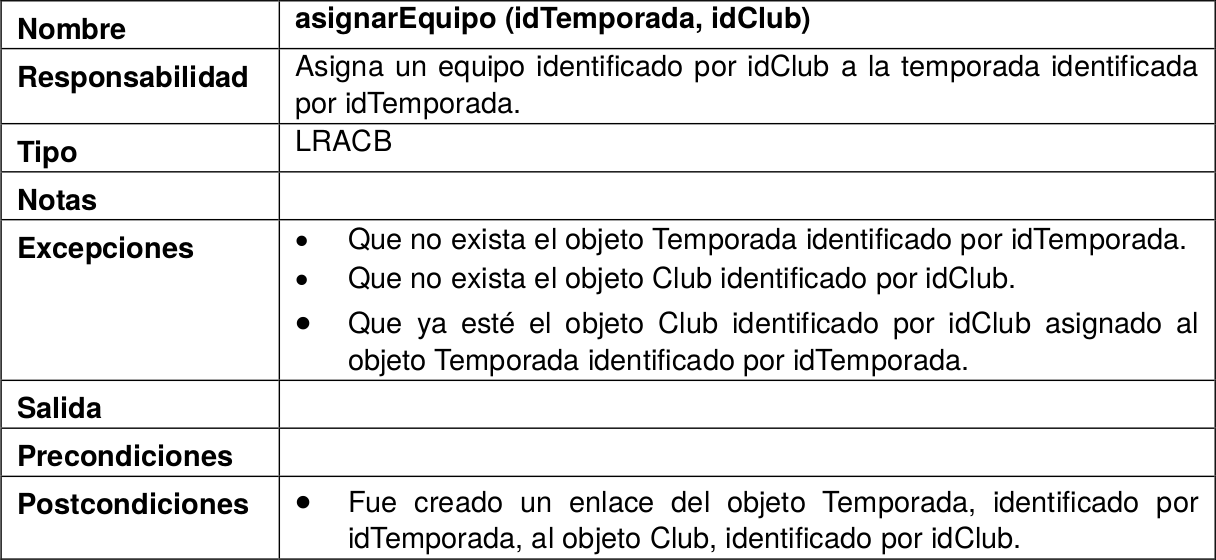 Nombre asignarEquipo (idTemporada, idClub)
Responsabilidad Asigna un equipo identificado por idClub a la temporada identificada
por idTemporada.
Tipo LRACB
Notas
Excepciones • Que no exista el objeto Temporada identificado por idTemporada.
• Que no exista el objeto Club identificado por idClub.
• Que ya esté el objeto Club identificado por idClub asignado al
objeto Temporada identificado por idTemporada.
Salida
Precondiciones
Postcondiciones • Fue creado un enlace del objeto Temporada, identificado por
idTemporada, al objeto Club, identificado por idClub.